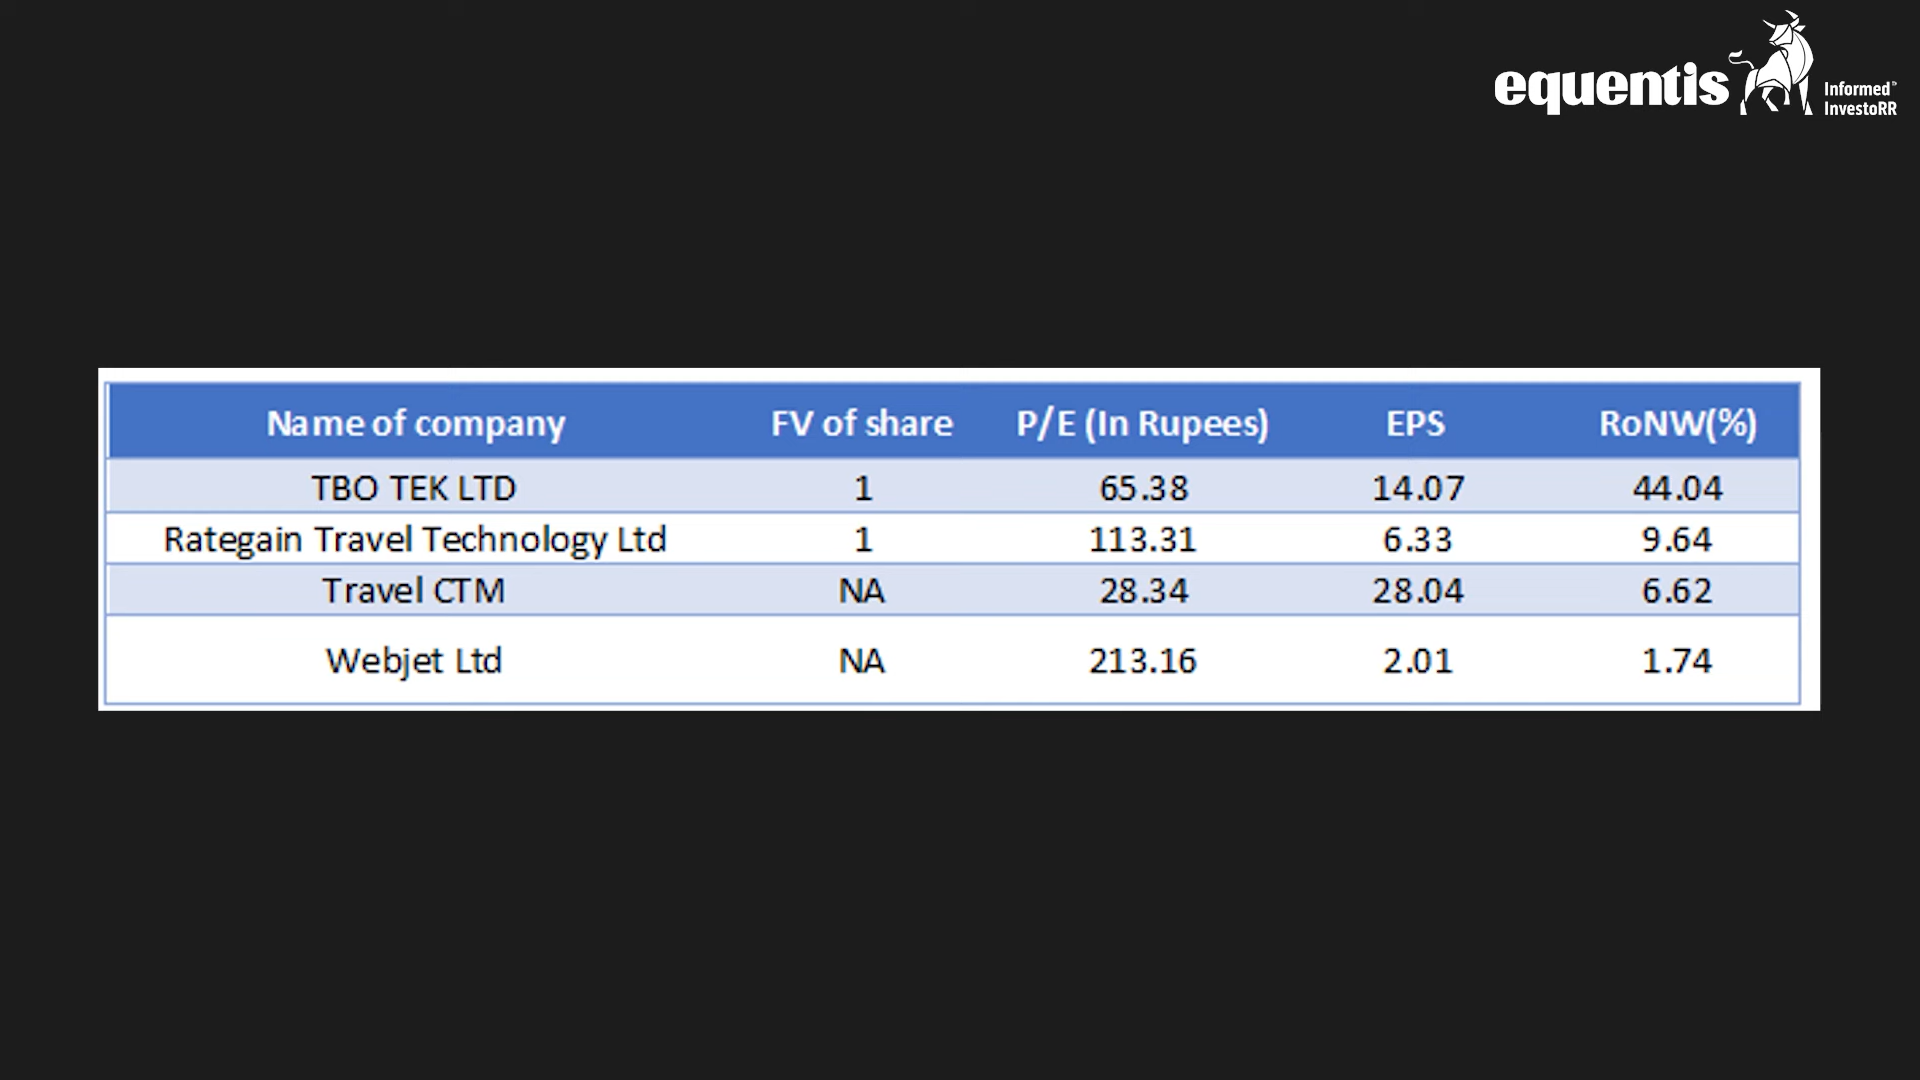 equentis
Informed
InvestoRR
Name of company FV of share P/E (In Rupees) EPS RoNW(%)
TBO TEK LTD 1 65.38 14.07 44.04
Rategain Travel Technology Ltd 1 113.31 6.33 9.64
Travel CTM NA 28.34 28.04 6.62
Webjet Ltd NA 213.16 2.01 1.74